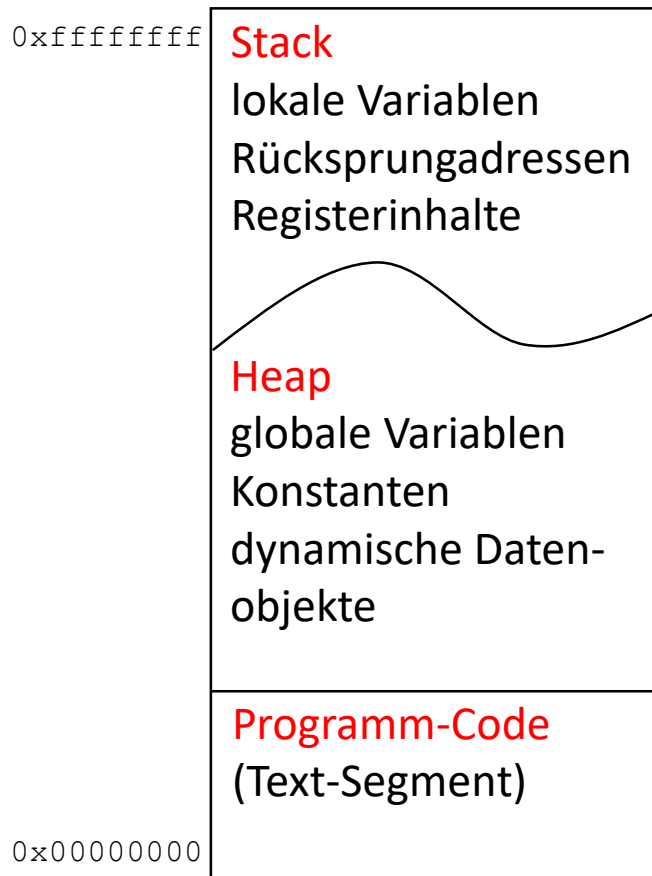 0xffffffff
Stack
lokale Variablen
Rücksprungadressen
Registerinhalte
Heap
globale Variablen
Konstanten
dynamische Daten-
objekte
Programm-Code
(Text-Segment)
0x00000000